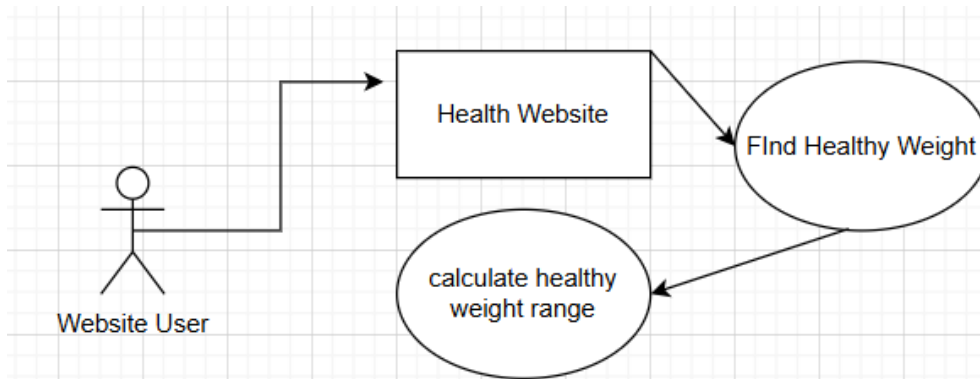 Health Website
FInd Healthy Weight
calculate healthy
weight range
Website User